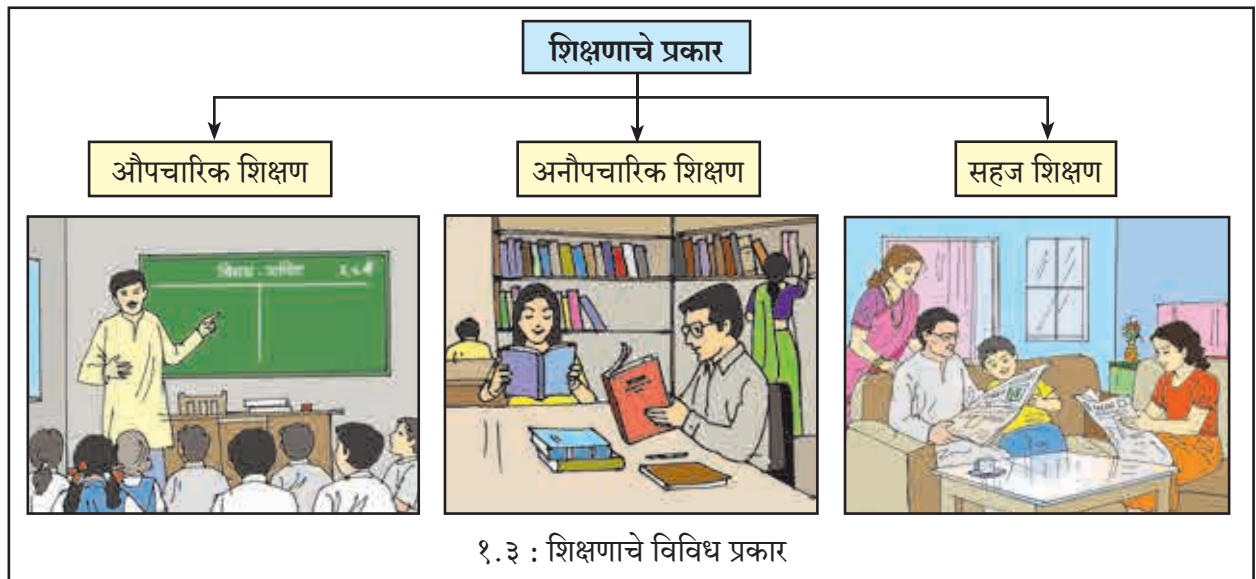 शिक्षणाचे प्रकार
औपचारिक शिक्षण
अनौपचारिक शिक्षण
सहज शिक्षण
१.३ : शिक्षणाचे विविध प्रकार